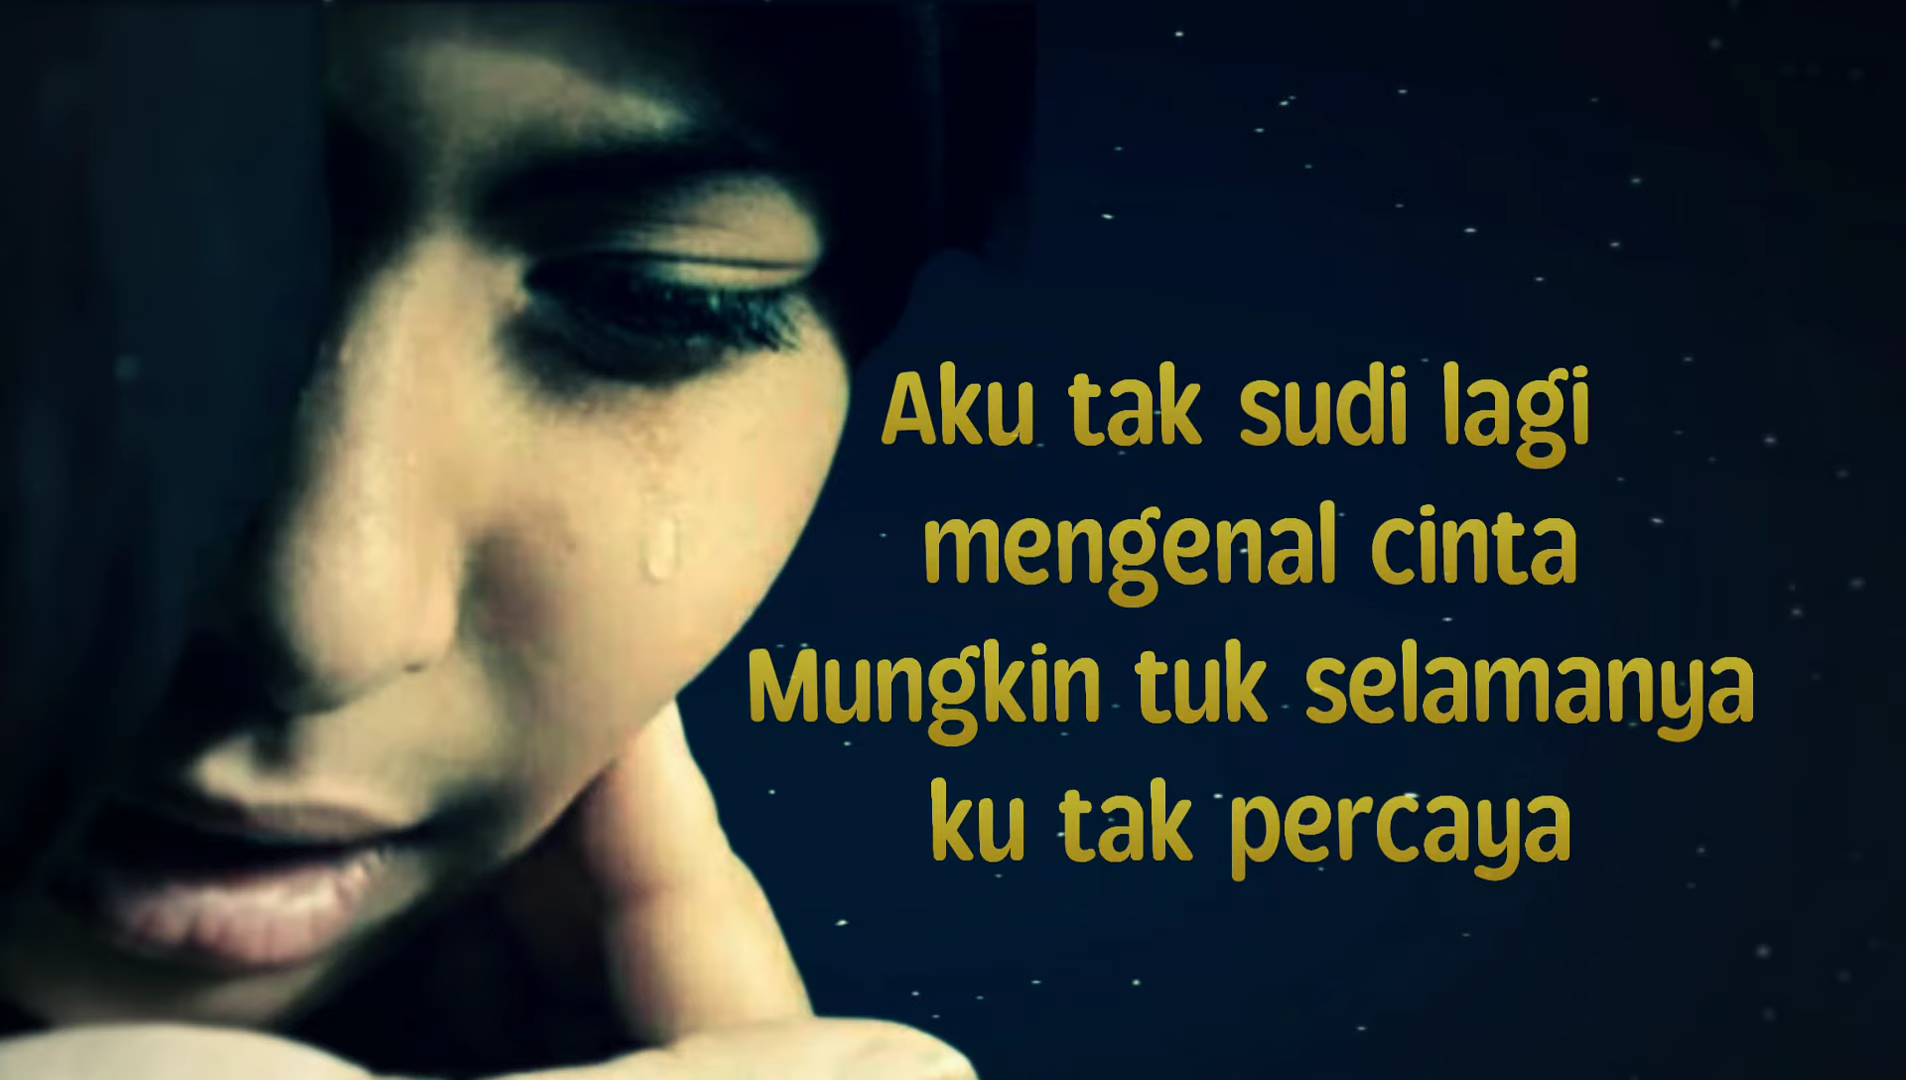 Aku tak sudi lagi
mengenal cinta
Mungkin tuk selamanya
ku tak percaya